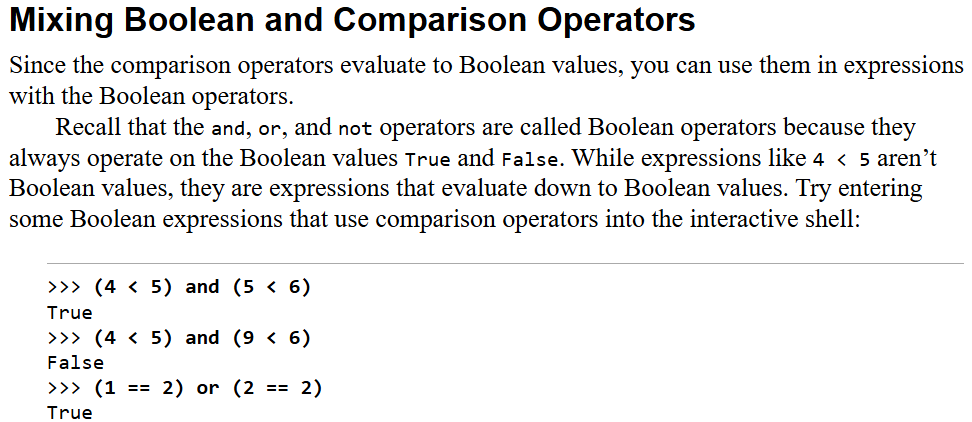 Mixing Boolean and Comparison Operators
Since the comparison operators evaluate to Boolean values, you can use them in expressions
with the Boolean operators.
Recall that the and, or, and not operators are called Boolean operators because they
always operate on the Boolean values True and False. While expressions like 4 < 5 aren’t
Boolean values, they are expressions that evaluate down to Boolean values. Try entering
some Boolean expressions that use comparison operators into the interactive shell:
>>> (4 < 5) and (5 < 6)
True
>>> (4 < 5) and (9 < 6)
False
>>> (1 == 2) or (2 == 2)
True